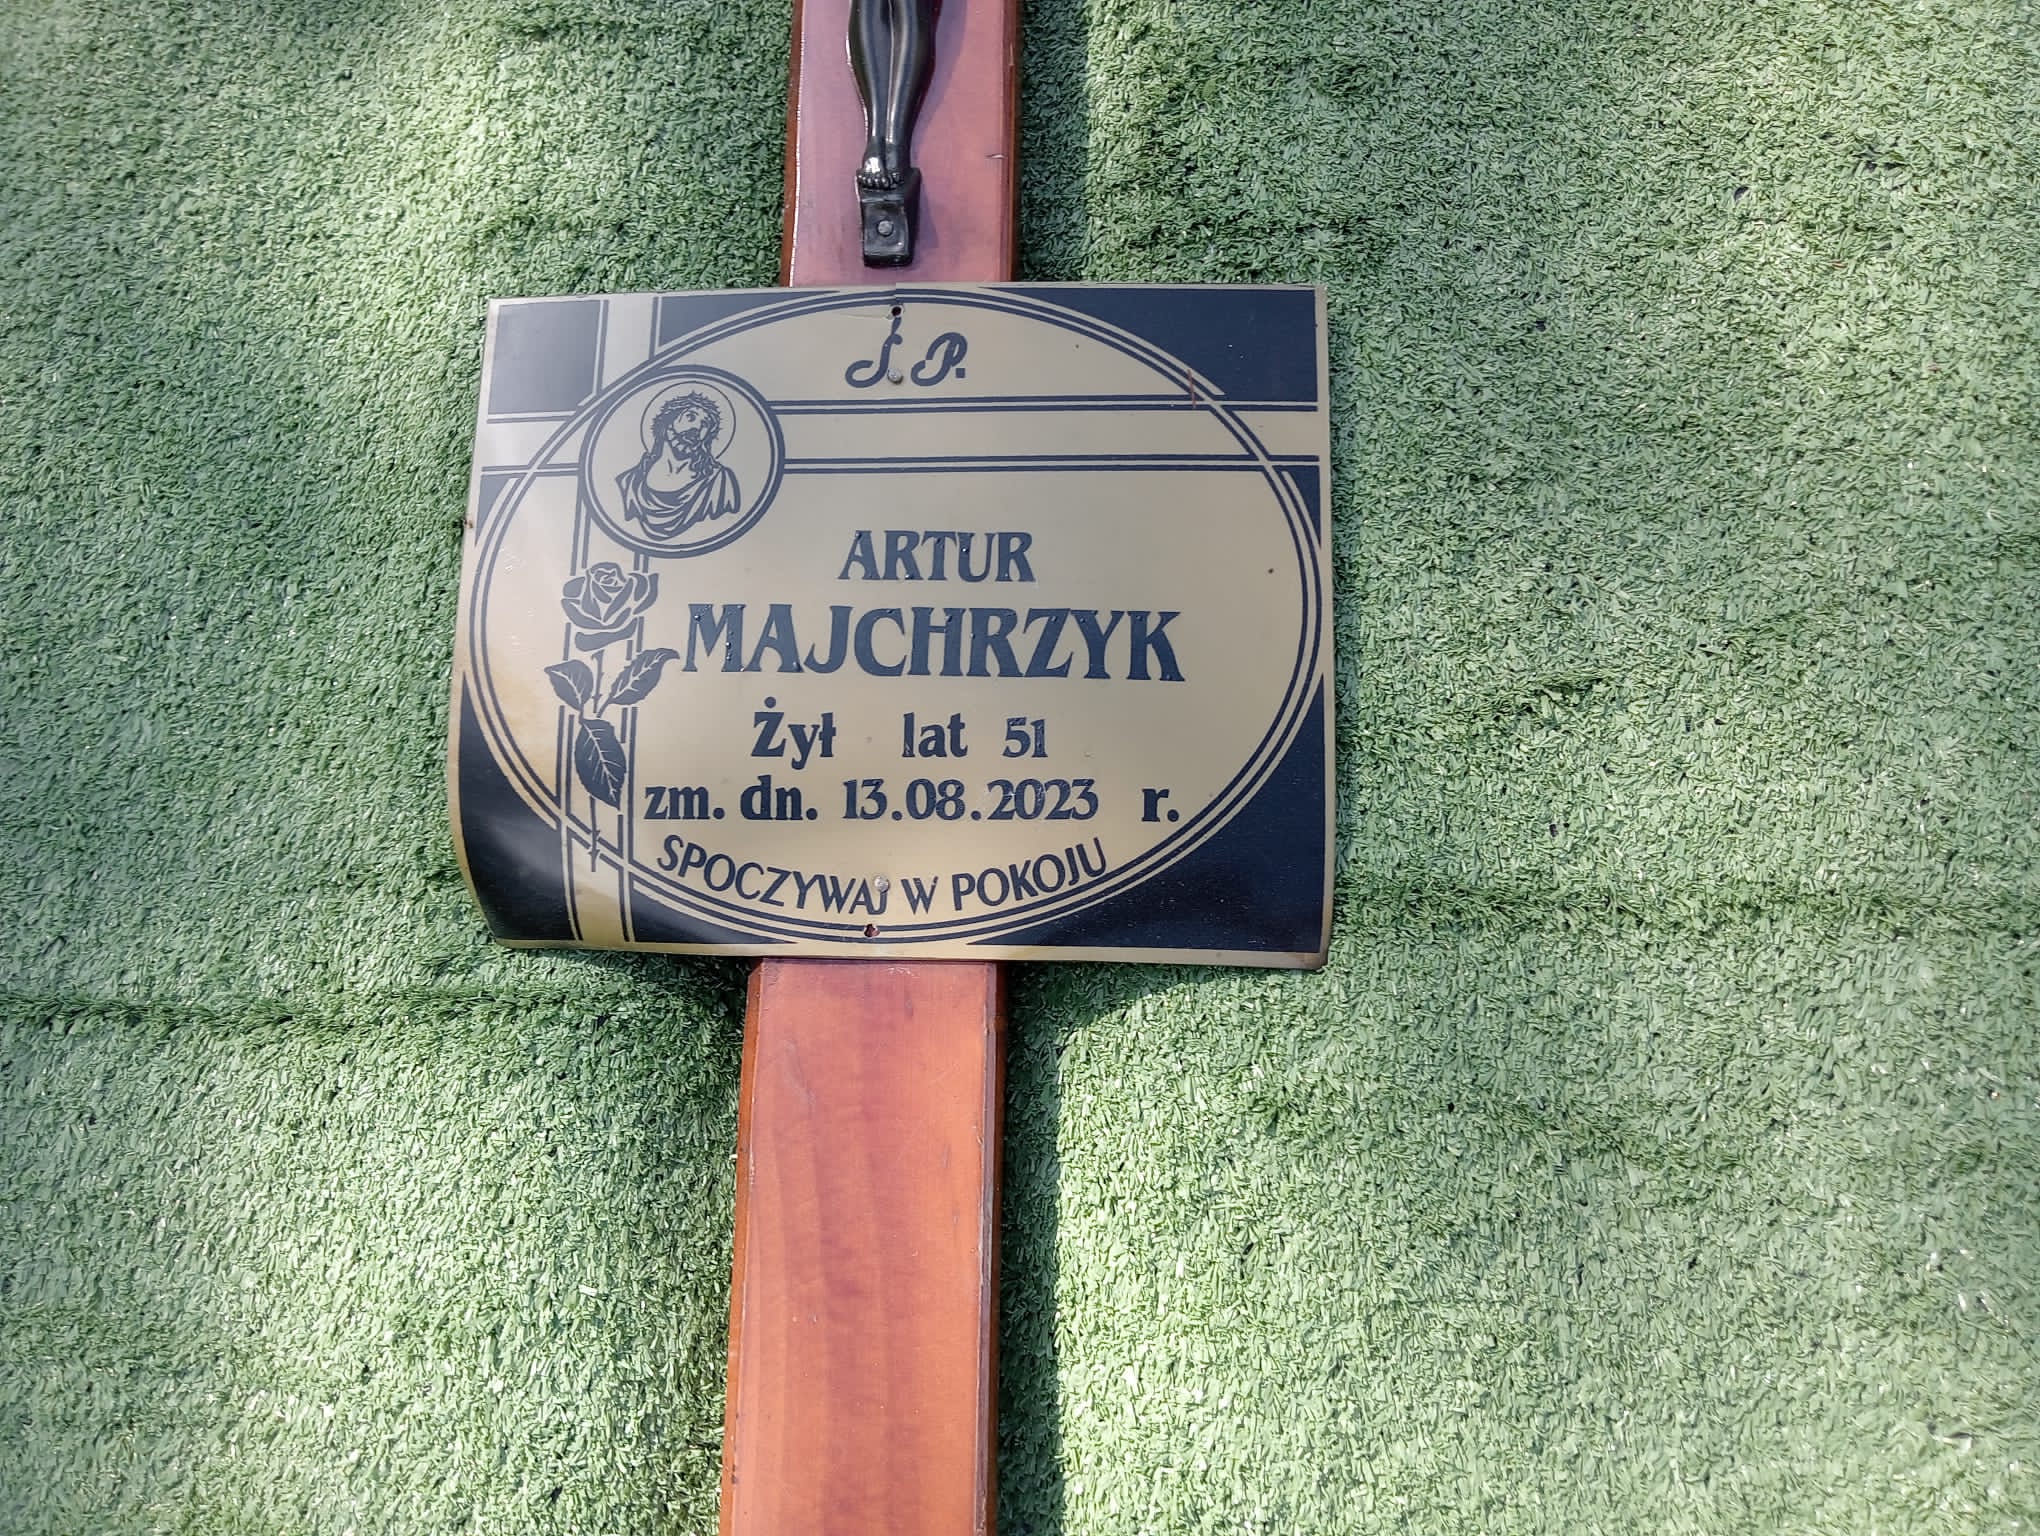 Ś. P.
ARTUR
MAJCHRZYK
Żył lat 51
zm. dn. 13.08.2023 r.
SPOCZYWAJ W POKOJU